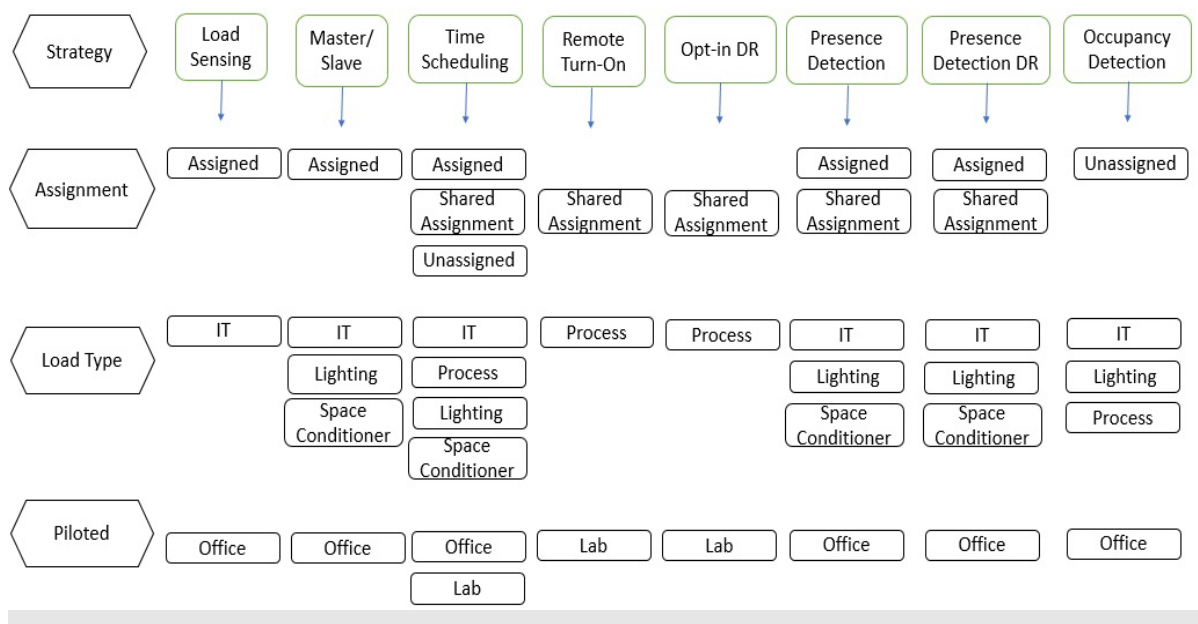 Strategy
Load
Sensing
Master/
Slave
Time
Scheduling
Remote
Turn-On
Opt-in DR
Presence
Detection
Presence
Detection DR
Occupancy
Detection
Assignment
Assigned
Assigned
Assigned
Assigned
Assigned
Unassigned
Shared
Assignment
Shared
Assignment
Shared
Assignment
Shared
Assignment
Shared
Assignment
Unassigned
Load Type
IT
IT
IT
Process
Process
IT
IT
IT
Lighting
Process
Lighting
Lighting
Lighting
Space
Conditioner
Lighting
Space
Conditioner
Space
Conditioner
Process
Space
Conditioner
Piloted
Office
Office
Office
Lab
Lab
Office
Office
Office
Lab